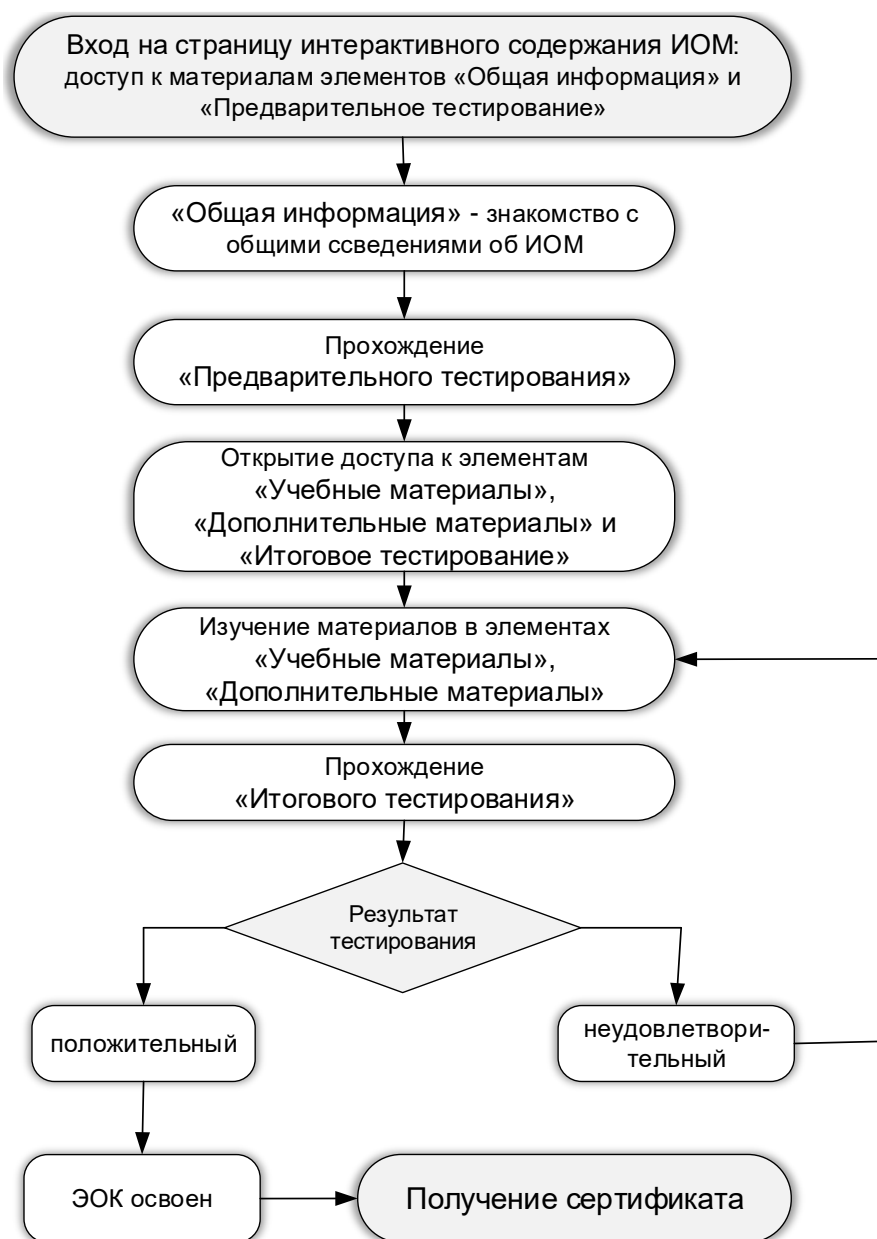 Вход на страницу интерактивного содержания ИОМ:
доступ к материалам элементов «Общая информация» и
«Предварительное тестирование»
«Общая информация» - знакомство с
общими ссведениями об ИОМ
Прохождение
«Предварительного тестирования»
Открытие доступа к элементам
«Учебные материалы»,
«Дополнительные материалы» и
«Итоговое тестирование»
Изучение материалов в элементах
«Учебные материалы»,
«Дополнительные материалы»
Прохождение
«Итогового тестирования»
Результат
тестирования
положительный
неудовлетвори-
тельный
ЭОК освоен
Получение сертификата